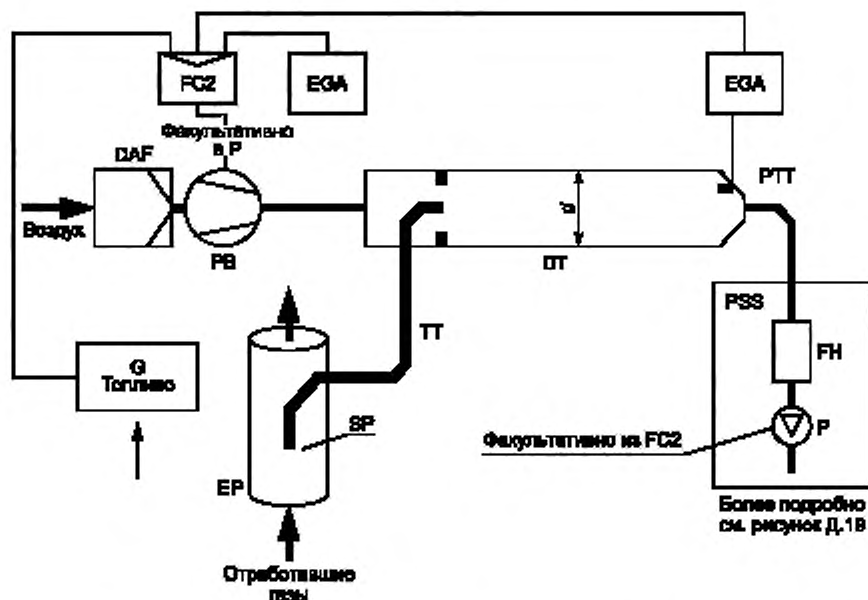 FC2
EGA
EGA
Факультативно
в P
DAF
Воздух
PB
d
DT
PTT
PSS
FH
P
TT
G
Топливо
SP
EP
Факультативно из FC2
Отработавшие
газы
Более подробно
см. рисунок Д.18